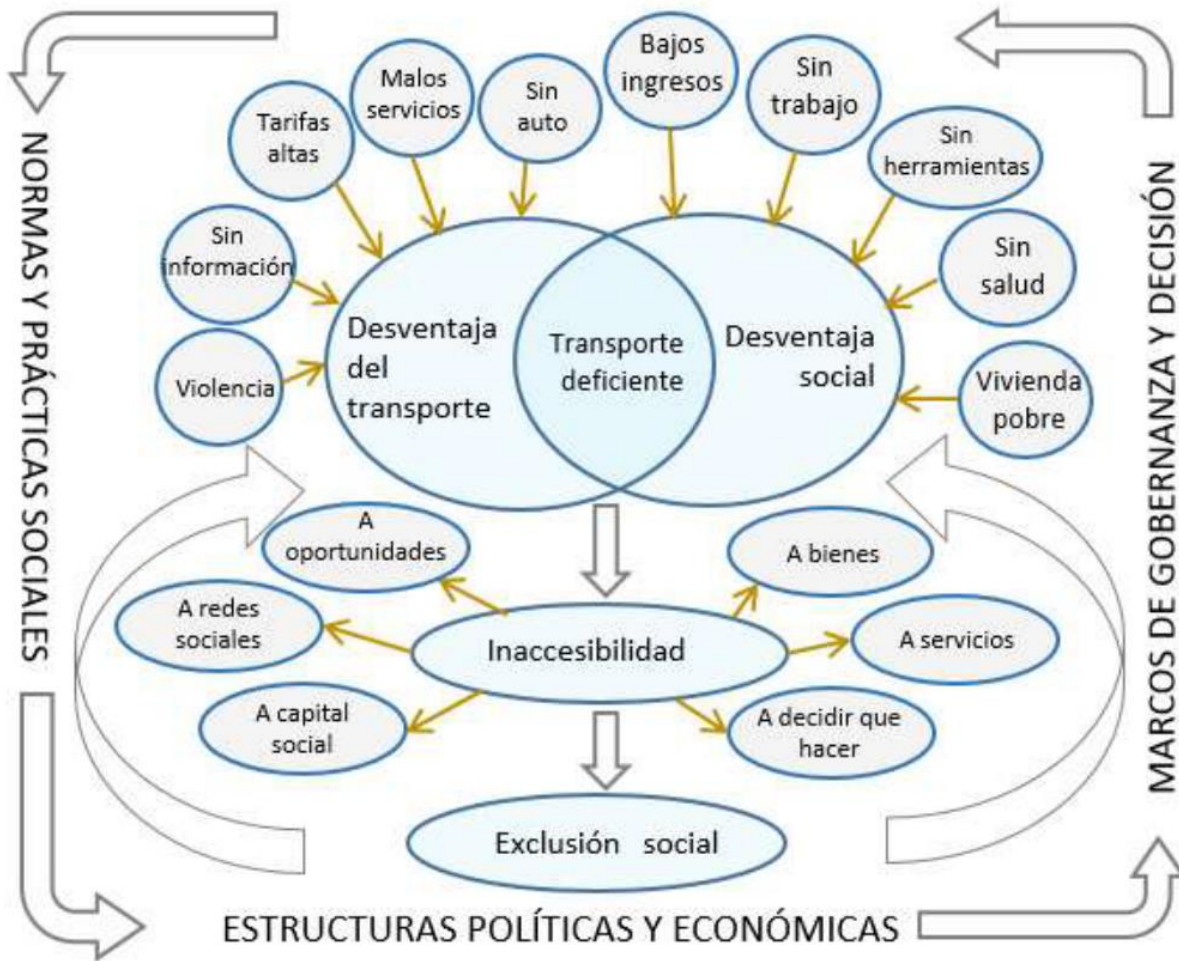 Bajos
ingresos
Malos
servicios
Sin
auto
Sin
trabajo
Tarifas
altas
Sin
herramientas
Sin
información
Sin
salud
Violencia
Vivienda
pobre
Desventaja
del
transporte
Transporte
deficiente
Desventaja
social
A
oportunidades
A bienes
A redes
sociales
Inaccesibilidad
A servicios
A capital
social
A decidir que
hacer
Exclusión social
NORMAS Y PRÁCTICAS SOCIALES
ESTRUCTURAS POLÍTICAS Y ECONÓMICAS
MARCOS DE GOBERNANZA Y DECISIÓN